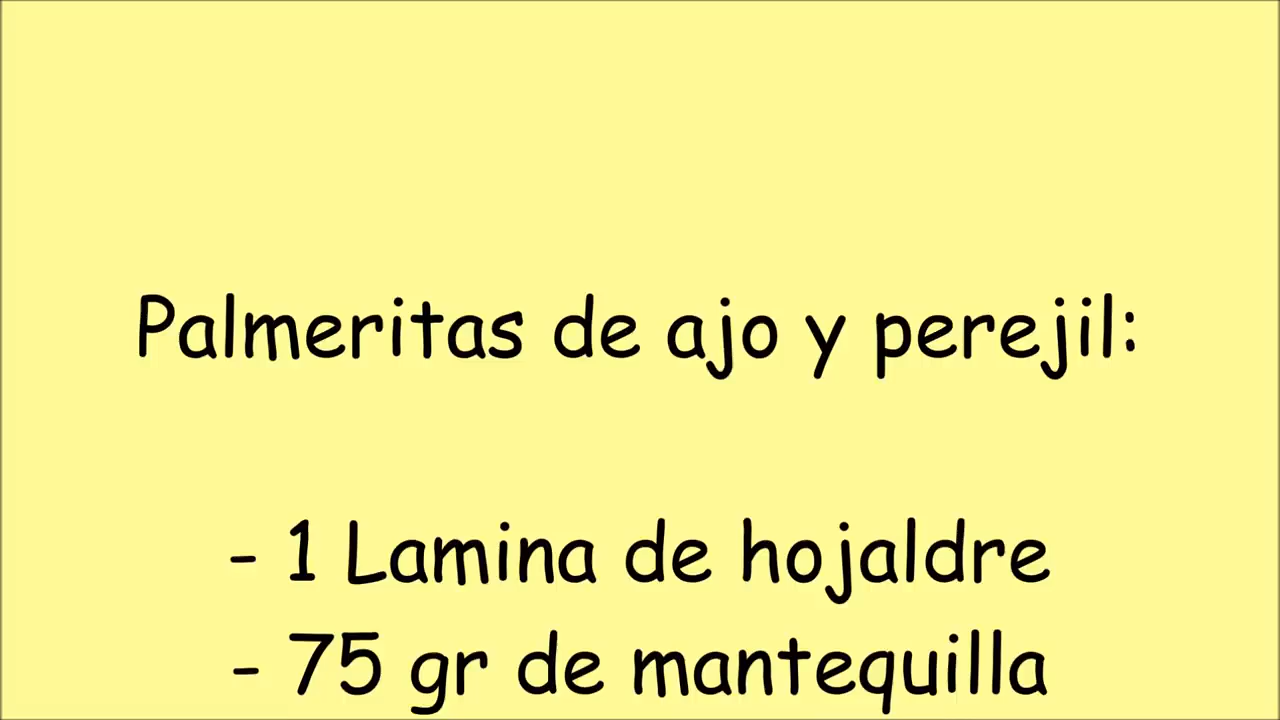 Palmeritas de ajo y perejil:
- 1 Lamina de hojaldre
- 75 gr de mantequilla